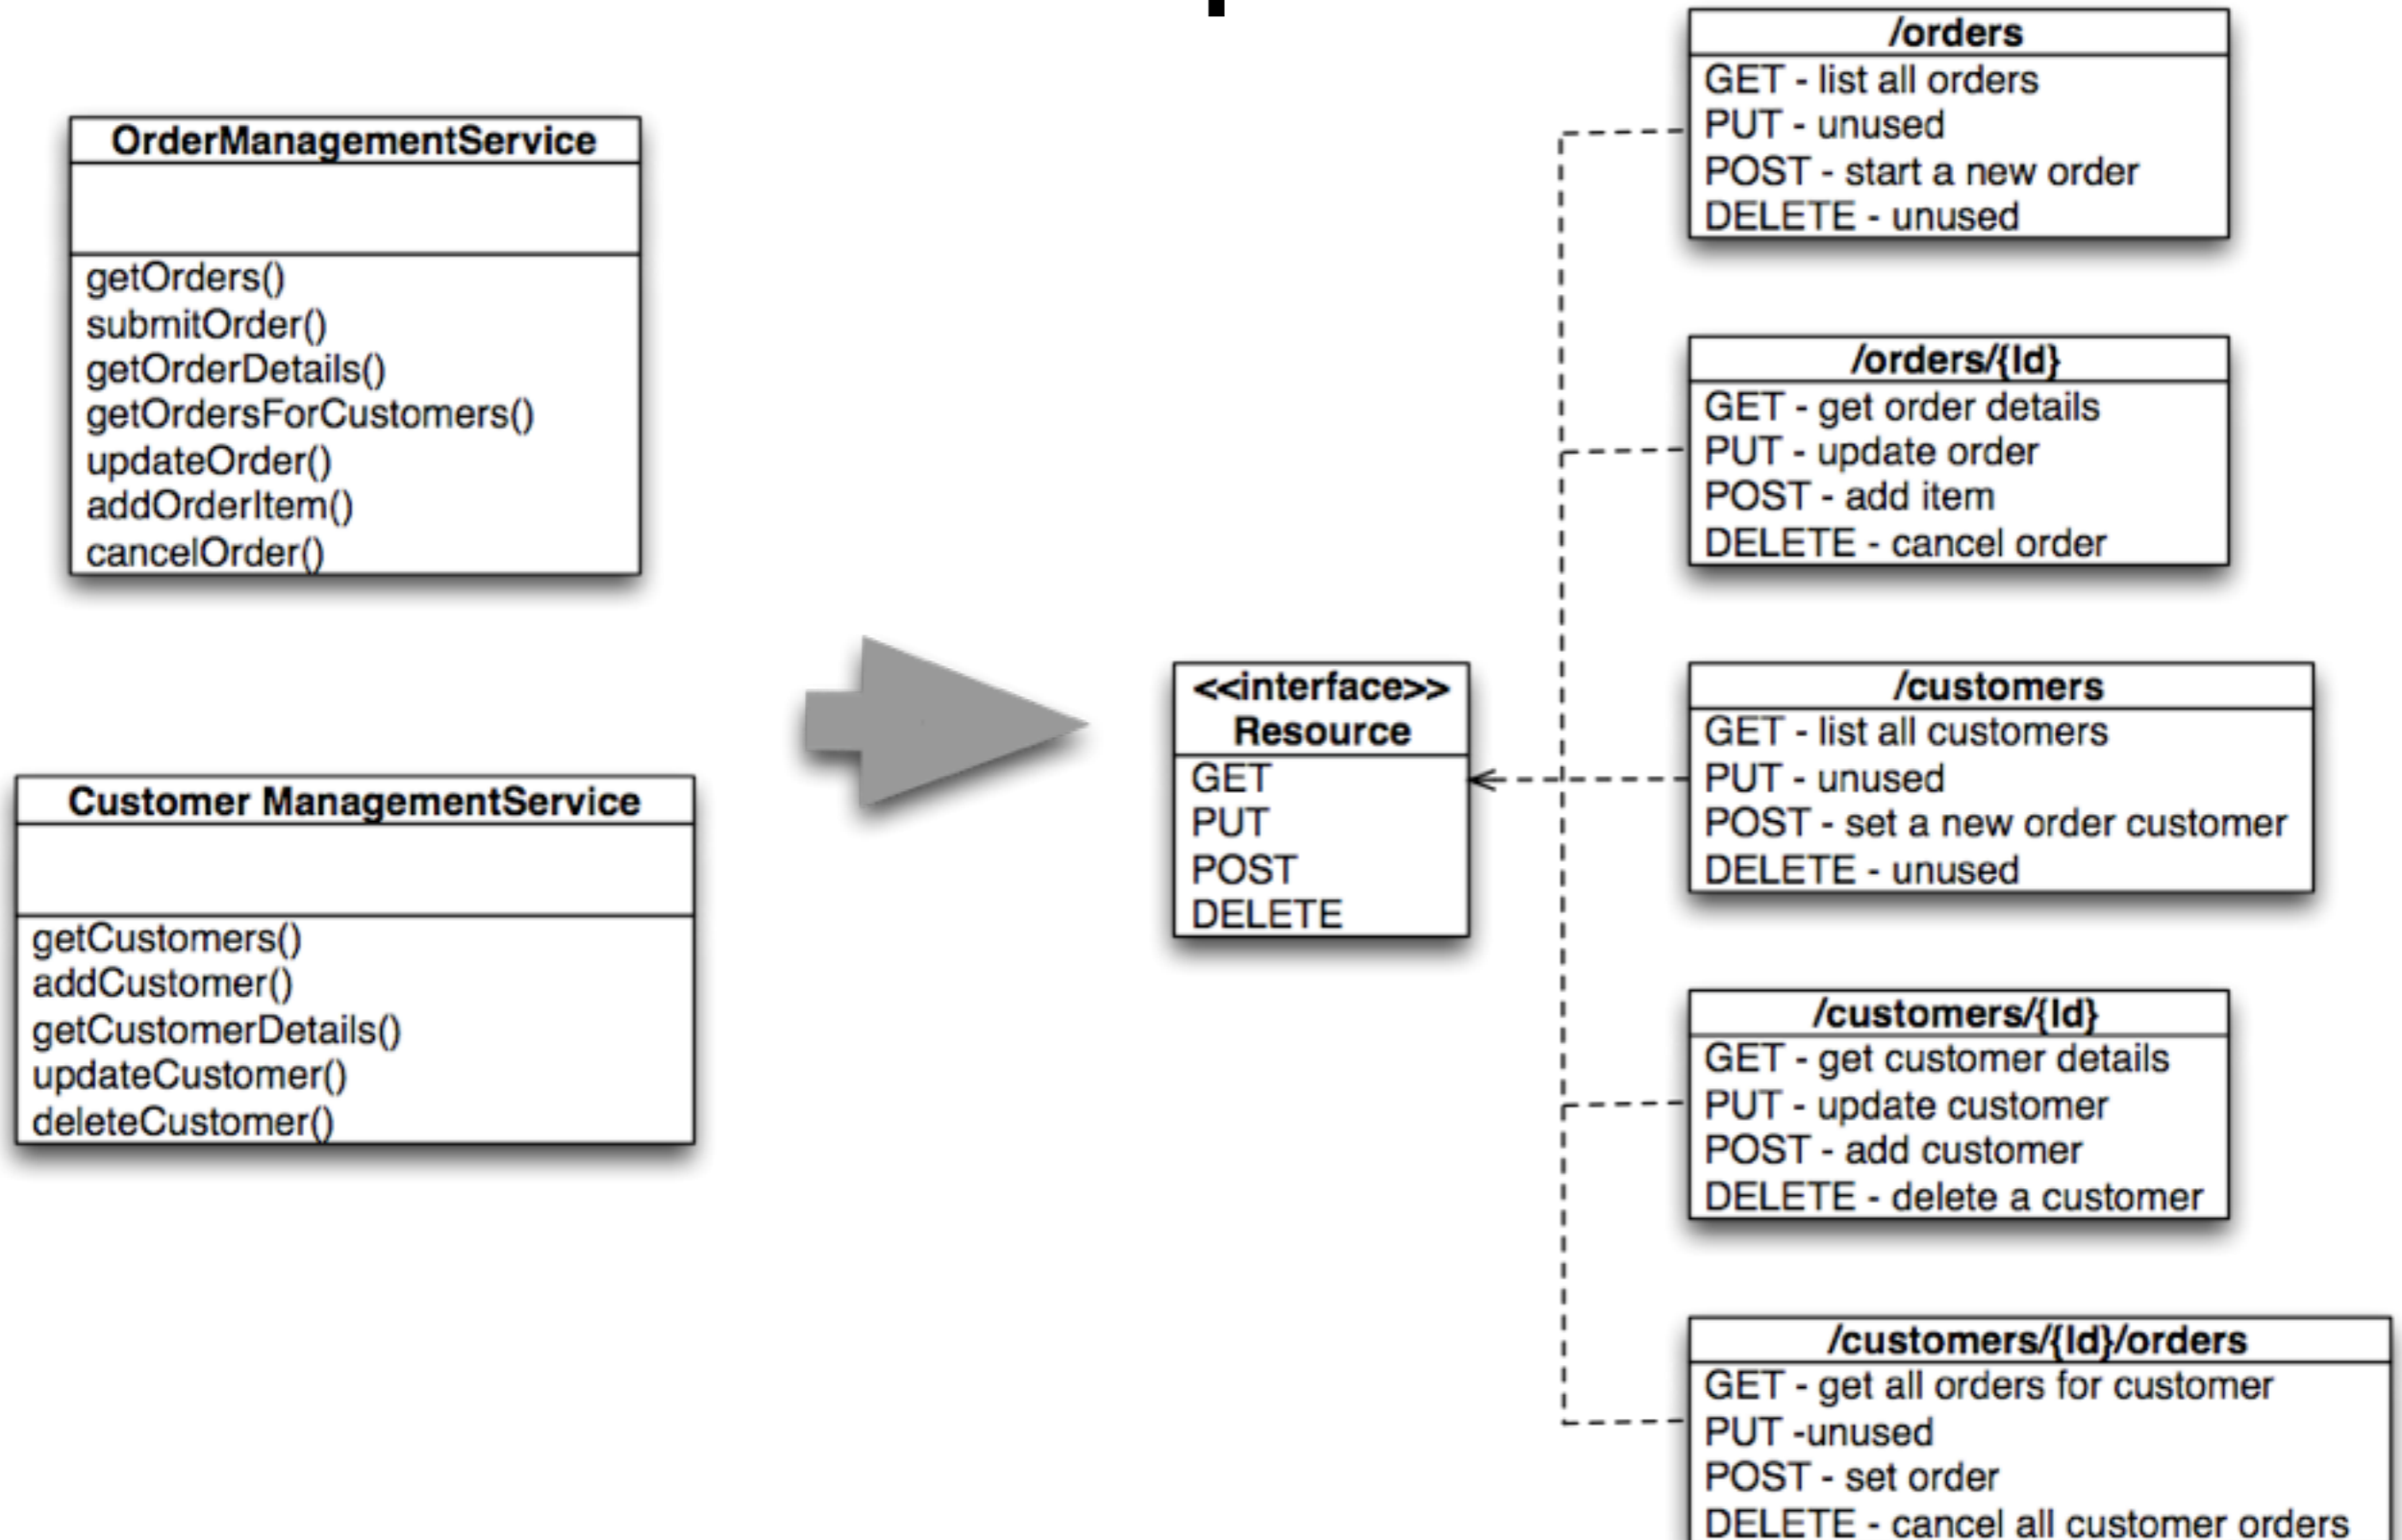 OrderManagementService
getOrders()
submitOrder()
getOrderDetails()
getOrdersForCustomers()
updateOrder()
addOrderItem()
cancelOrder()
Customer ManagementService
getCustomers()
addCustomer()
getCustomerDetails()
updateCustomer()
deleteCustomer()
<<interface>>
Resource
GET
PUT
POST
DELETE
/orders
GET - list all orders
PUT - unused
POST - start a new order
DELETE - unused
/orders/{Id}
GET - get order details
PUT - update order
POST - add item
DELETE - cancel order
/customers
GET - list all customers
PUT - unused
POST - set a new order customer
DELETE - unused
/customers/{Id}
GET - get customer details
PUT - update customer
POST - add customer
DELETE - delete a customer
/customers/{Id}/orders
GET - get all orders for customer
PUT -unused
POST - set order
DELETE - cancel all customer orders